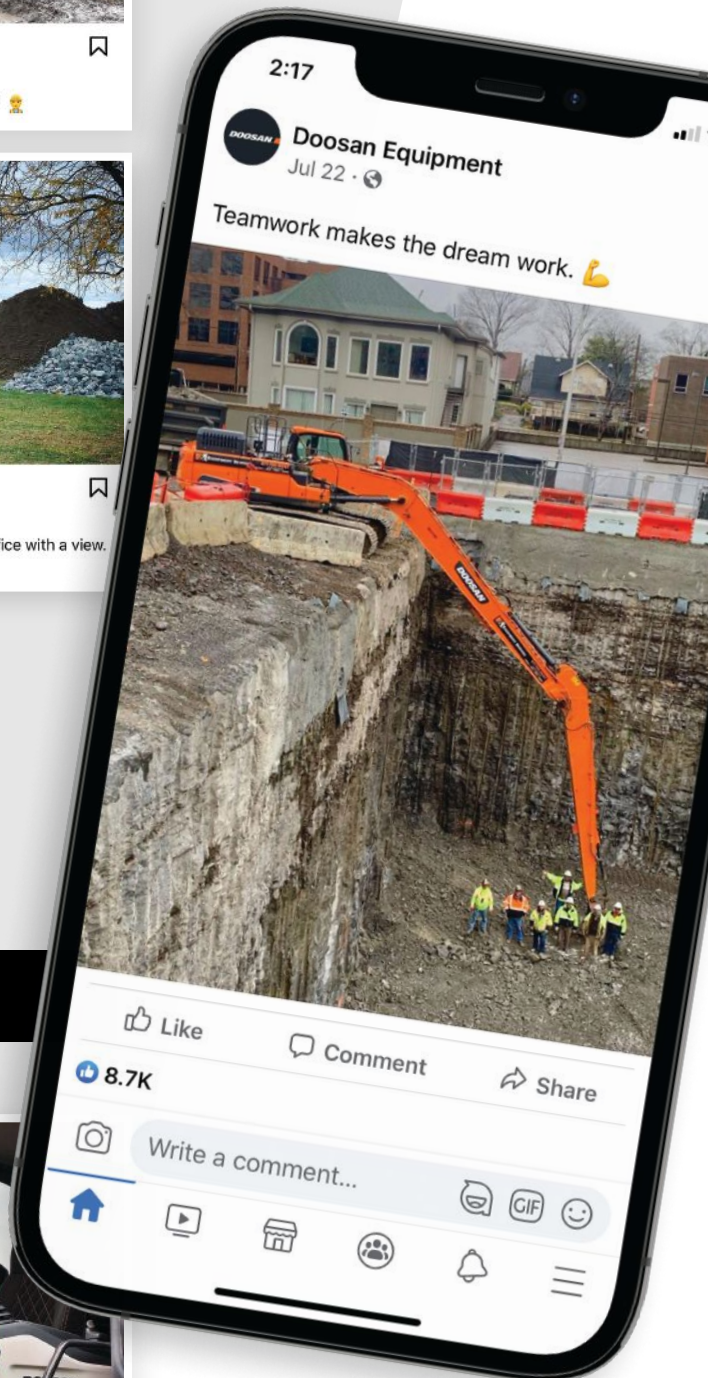 2:17
DOOSAN
Doosan Equipment
Jul 22 ·
Teamwork makes the dream work. 💪
DOOSAN
Like
Comment
Share
8.7K
Write a comment...
GIF
ice with a view.